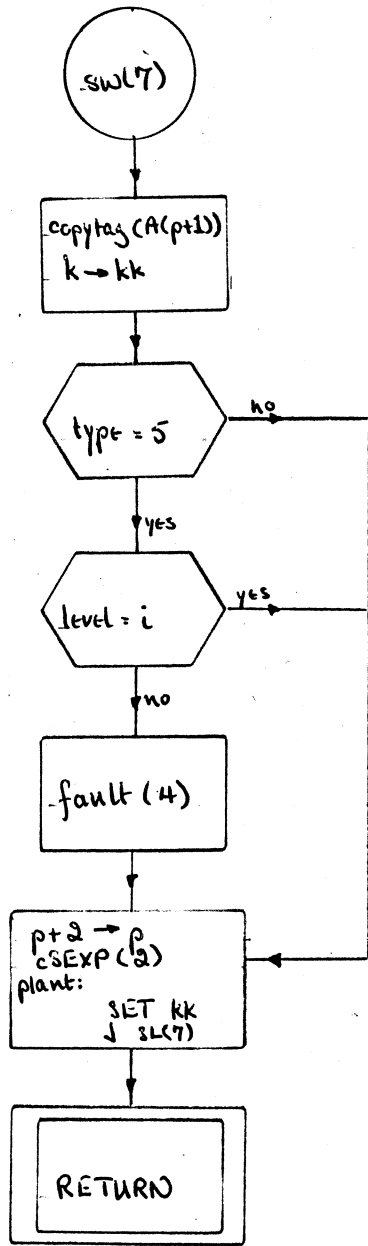 sw(7)
copytag(A(p+1))
k → kk
type = 5
no
yes
level = i
yes
no
fault(4)
p+2 → p
cSEXP(2)
plant:
SET kk
↓ SL(7)
RETURN